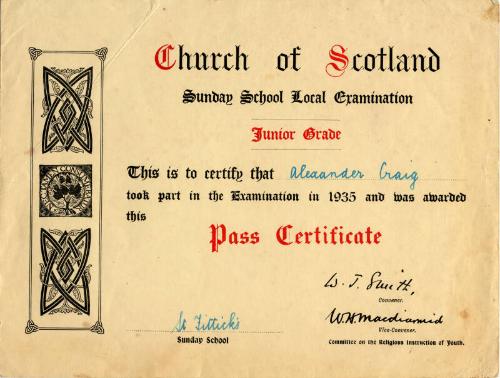 Church of Scotland
Sunday School Local Examination
Junior Grade
This is to certify that Alexander Craig
took part in the Examination in 1935 and was awarded
this
Pass Certificate
D. T. Smith,
Convener.
W.H. Macdiarmid
Vice-Convener.
St Fittick's
Sunday School
Committee on the Religious Instruction of Youth.